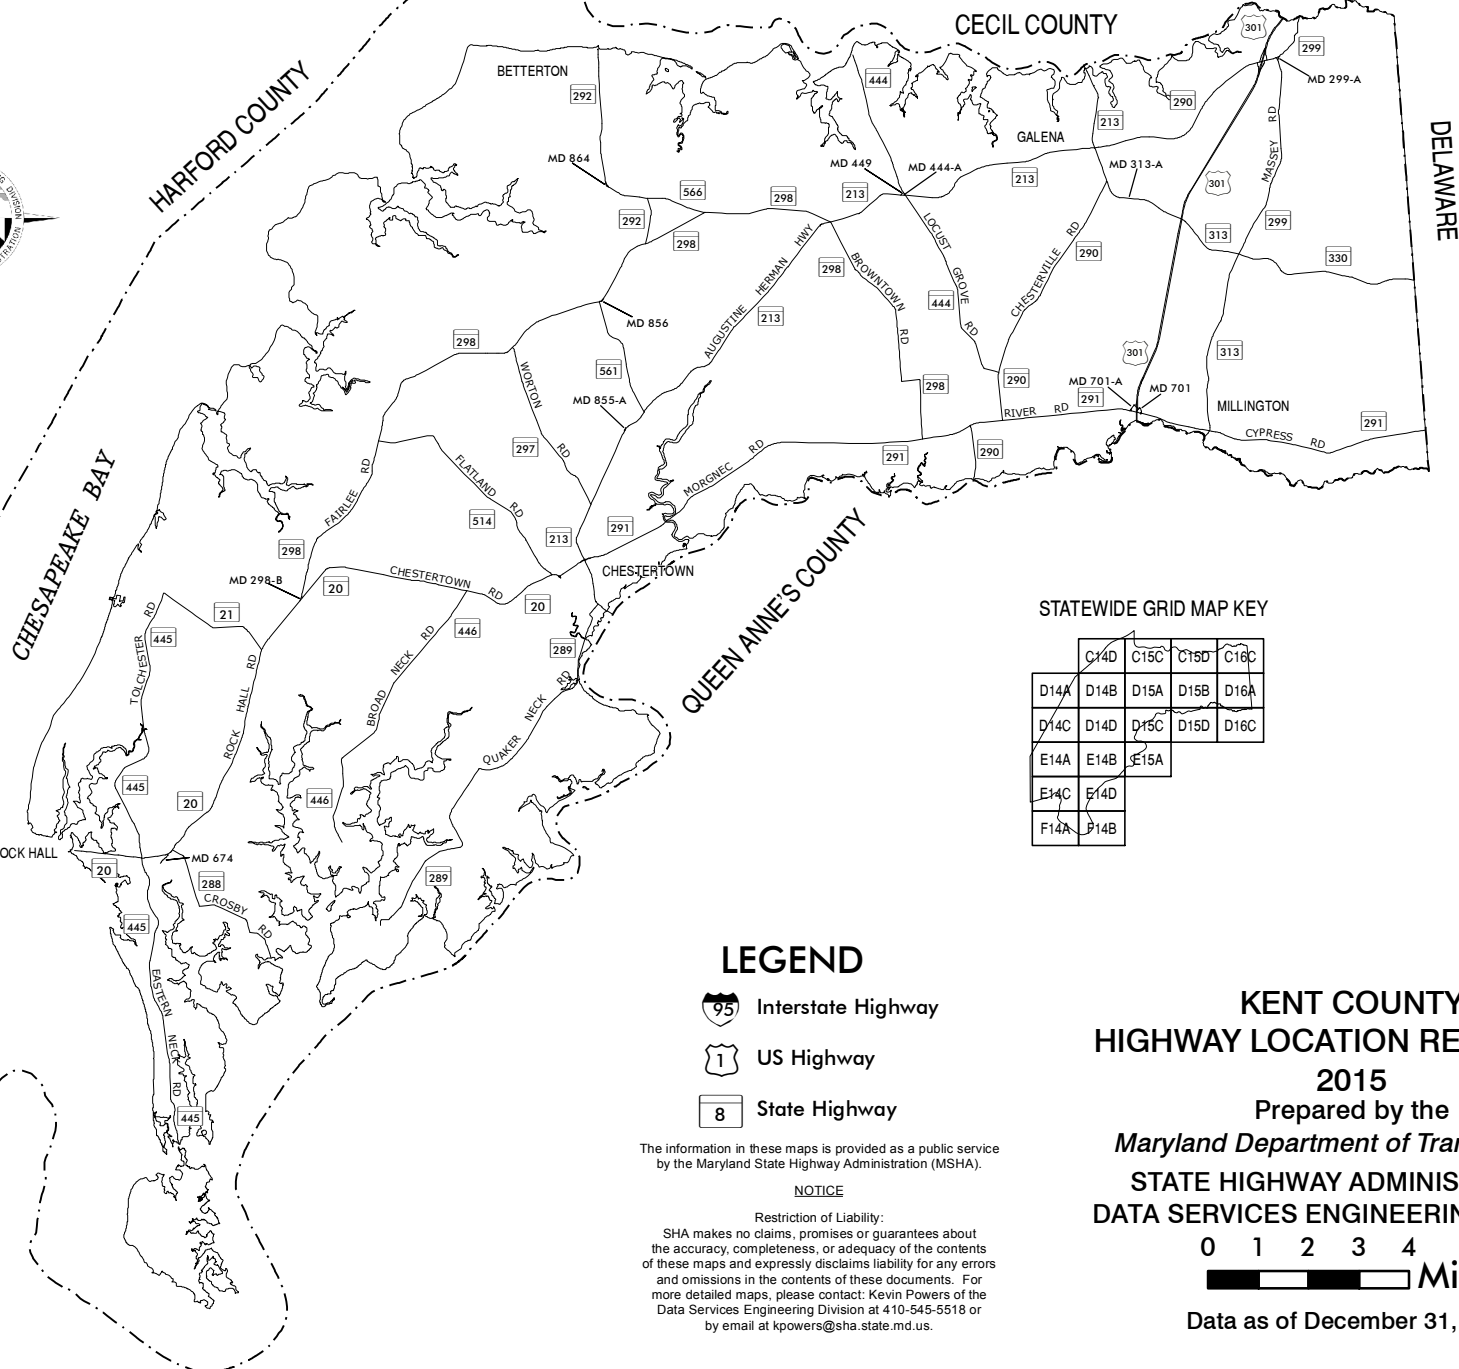 CECIL COUNTY
HARFORD COUNTY
DELAWARE
CHESAPEAKE BAY
QUEEN ANNE'S COUNTY
301
299
MD 299-A
BETTERTON
292
444
290
213
GALENA
MASSEY RD
MD 864
MD 449
MD 444-A
MD 313-A
566
298
213
213
301
292
298
LOCUST GROVE RD
313
299
330
AUGUSTINE HERMAN HWY
298
BROWNTOWN RD
CHESTERVILLE RD
290
444
213
MD 856
298
561
WORTON RD
301
313
MD 855-A
298
290
MD 701-A
MD 701
291
RIVER RD
MILLINGTON
CYPRESS RD
291
FAIRLEE RD
FLATLAND RD
297
MORGNEC RD
291
290
514
213
291
298
MD 298-B
20
CHESTERTOWN RD
CHESTERTOWN
20
21
TOLCHESTER RD
445
446
289
ROCK HALL RD
BROAD NECK RD
QUAKER NECK RD
445
20
446
OCK HALL
20
MD 674
288
289
CROSBY RD
445
EASTERN NECK RD
445
STATEWIDE GRID MAP KEY
C14D C15C C15D C16C
D14A D14B D15A D15B D16A
D14C D14D D15C D15D D16C
E14A E14B E15A
E14C E14D
F14A F14B
LEGEND
95 Interstate Highway
1 US Highway
8 State Highway
The information in these maps is provided as a public service
by the Maryland State Highway Administration (MSHA).
NOTICE
Restriction of Liability:
SHA makes no claims, promises or guarantees about
the accuracy, completeness, or adequacy of the contents
of these maps and expressly disclaims liability for any errors
and omissions in the contents of these documents. For
more detailed maps, please contact: Kevin Powers of the
Data Services Engineering Division at 410-545-5518 or
by email at kpowers@sha.state.md.us.
KENT COUNTY
HIGHWAY LOCATION RE
2015
Prepared by the
Maryland Department of Tran
STATE HIGHWAY ADMINIS
DATA SERVICES ENGINEERIN
0 1 2 3 4
Mi
Data as of December 31,